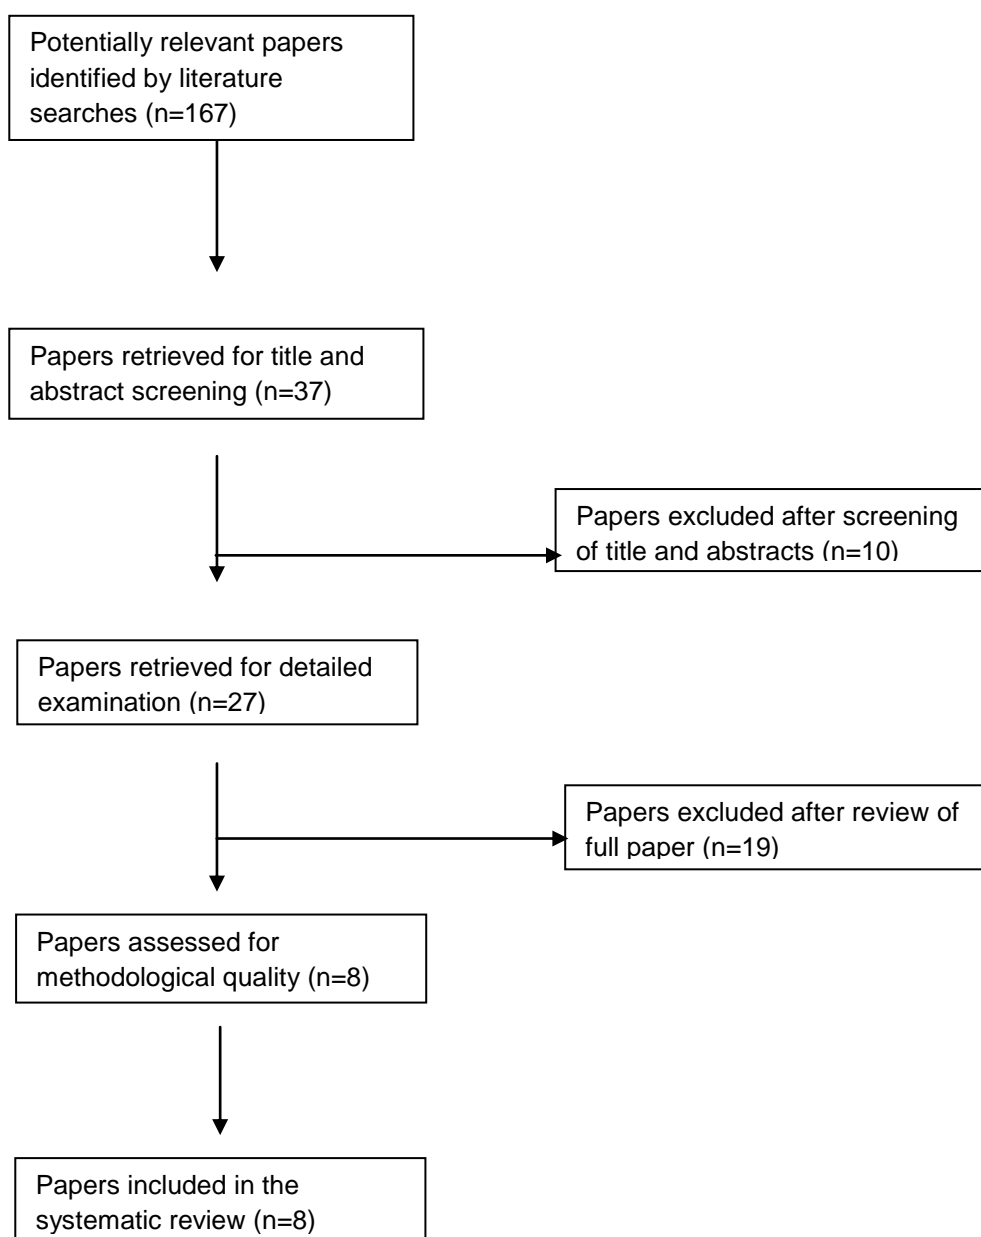 Potentially relevant papers
identified by literature
searches (n=167)
Papers retrieved for title and
abstract screening (n=37)
Papers excluded after screening
of title and abstracts (n=10)
Papers retrieved for detailed
examination (n=27)
Papers excluded after review of
full paper (n=19)
Papers assessed for
methodological quality (n=8)
Papers included in the
systematic review (n=8)